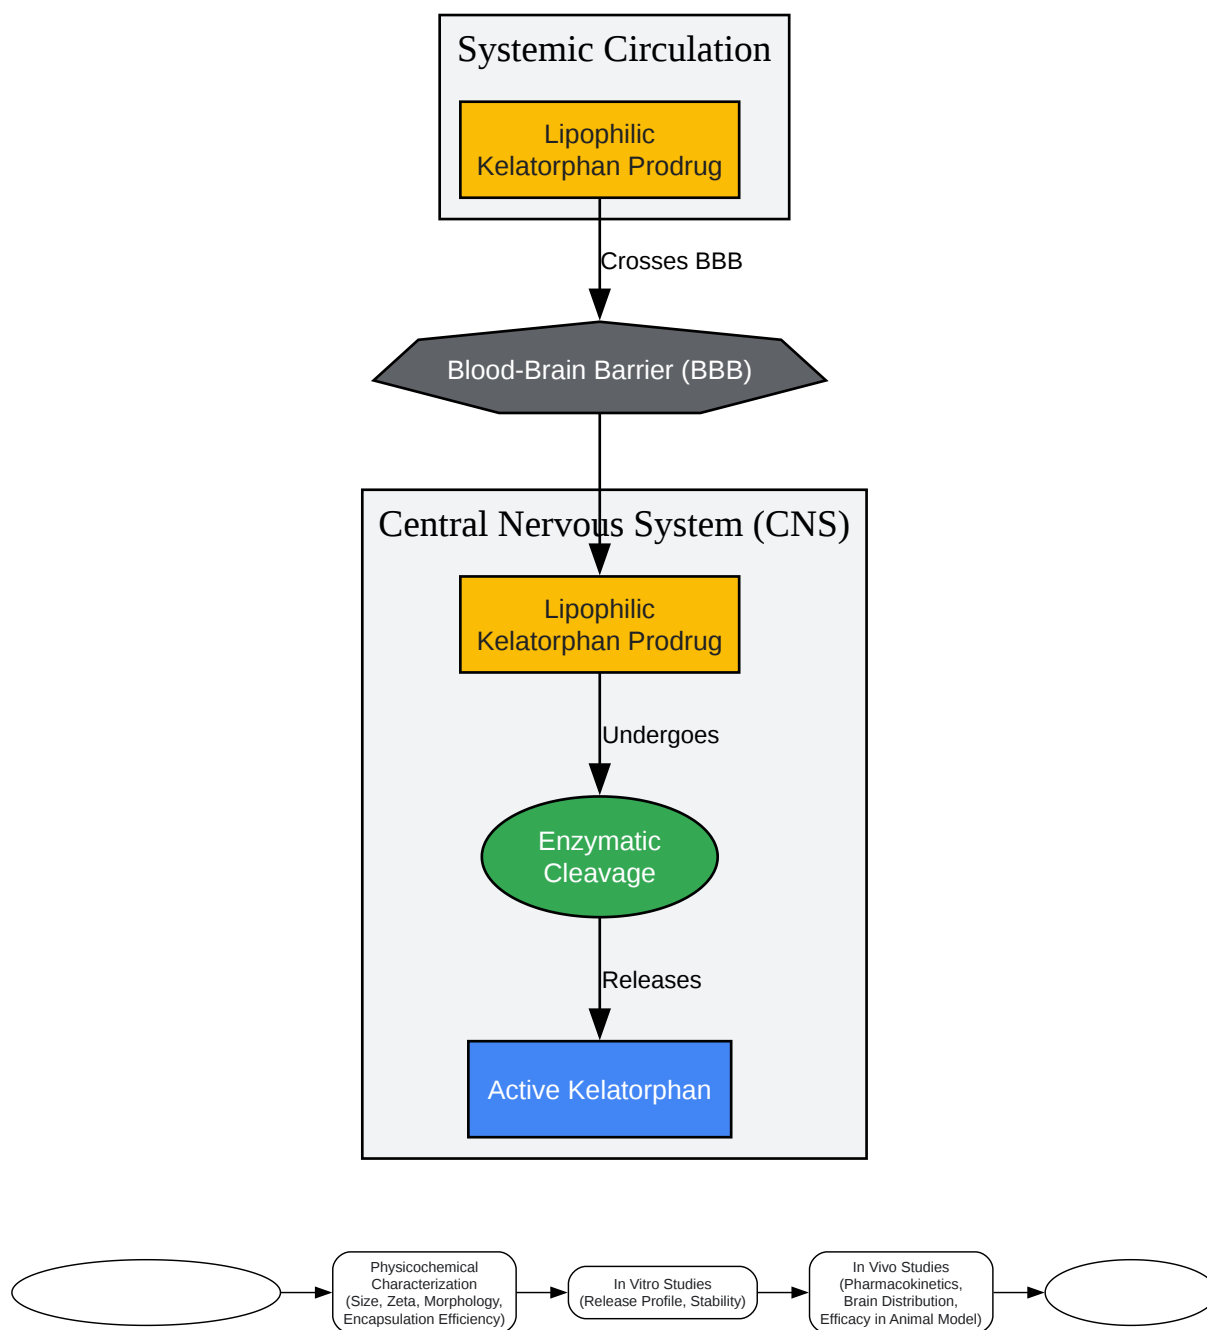 Systemic Circulation
Lipophilic
Kelatorphan Prodrug
Crosses BBB
Blood-Brain Barrier (BBB)
Central Nervous System (CNS)
Lipophilic
Kelatorphan Prodrug
Undergoes
Enzymatic
Cleavage
Releases
Active Kelatorphan
Physicochemical
Characterization
(Size, Zeta, Morphology,
Encapsulation Efficiency)
In Vitro Studies
(Release Profile, Stability)
In Vivo Studies
(Pharmacokinetics,
Brain Distribution,
Efficacy in Animal Model)